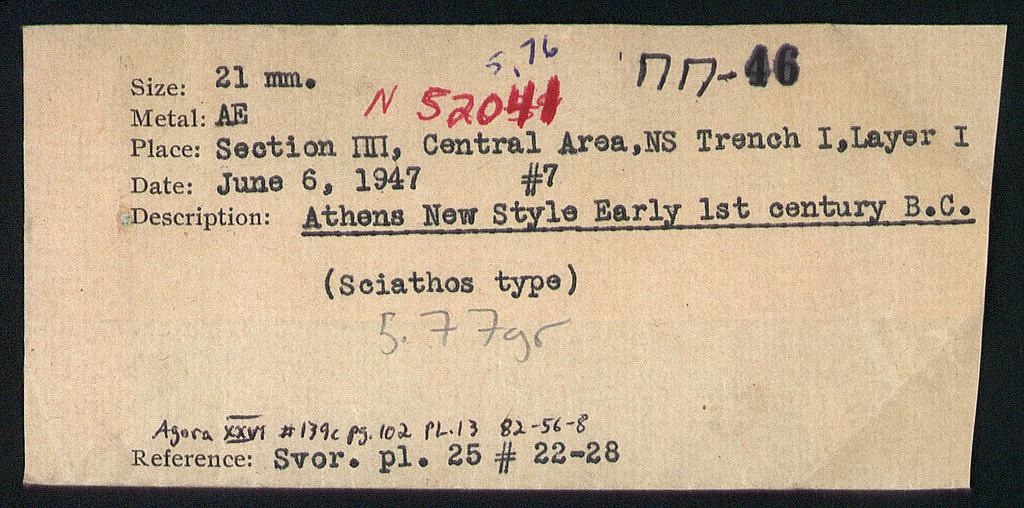 5.76
'ΠΠ-46
Size: 21 mm.
N 52041
Metal: AE
Place: Section ΠΠ, Central Area,NS Trench I,Layer I
Date: June 6, 1947 #7
Description: Athens New Style Early 1st century B.C.
(Sciathos type)
5.77gr
Agora XXVI #139c pg. 102 PL.13 82-56-8
Reference: Svor. pl. 25 # 22-28